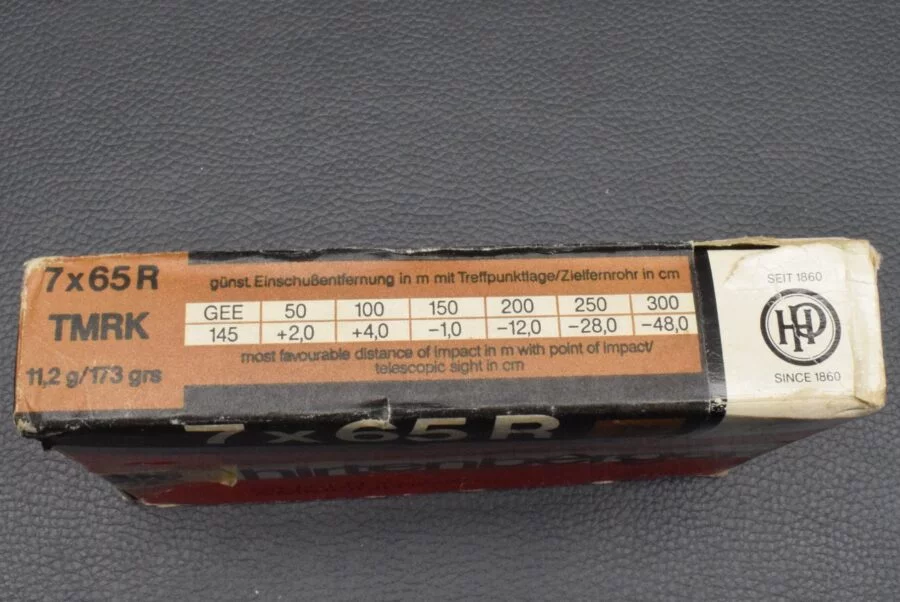 7x65R
TMRK
11,2 g/173 grs
günst. Einschußentfernung in m mit Treffpunktlage/Zielfernrohr in cm
GEE 50 100 150 200 250 300
145 +2,0 +4,0 –1,0 –12,0 –28,0 –48,0
most favourable distance of impact in m with point of impact/
telescopic sight in cm
SEIT 1860
HP
SINCE 1860
7x65R